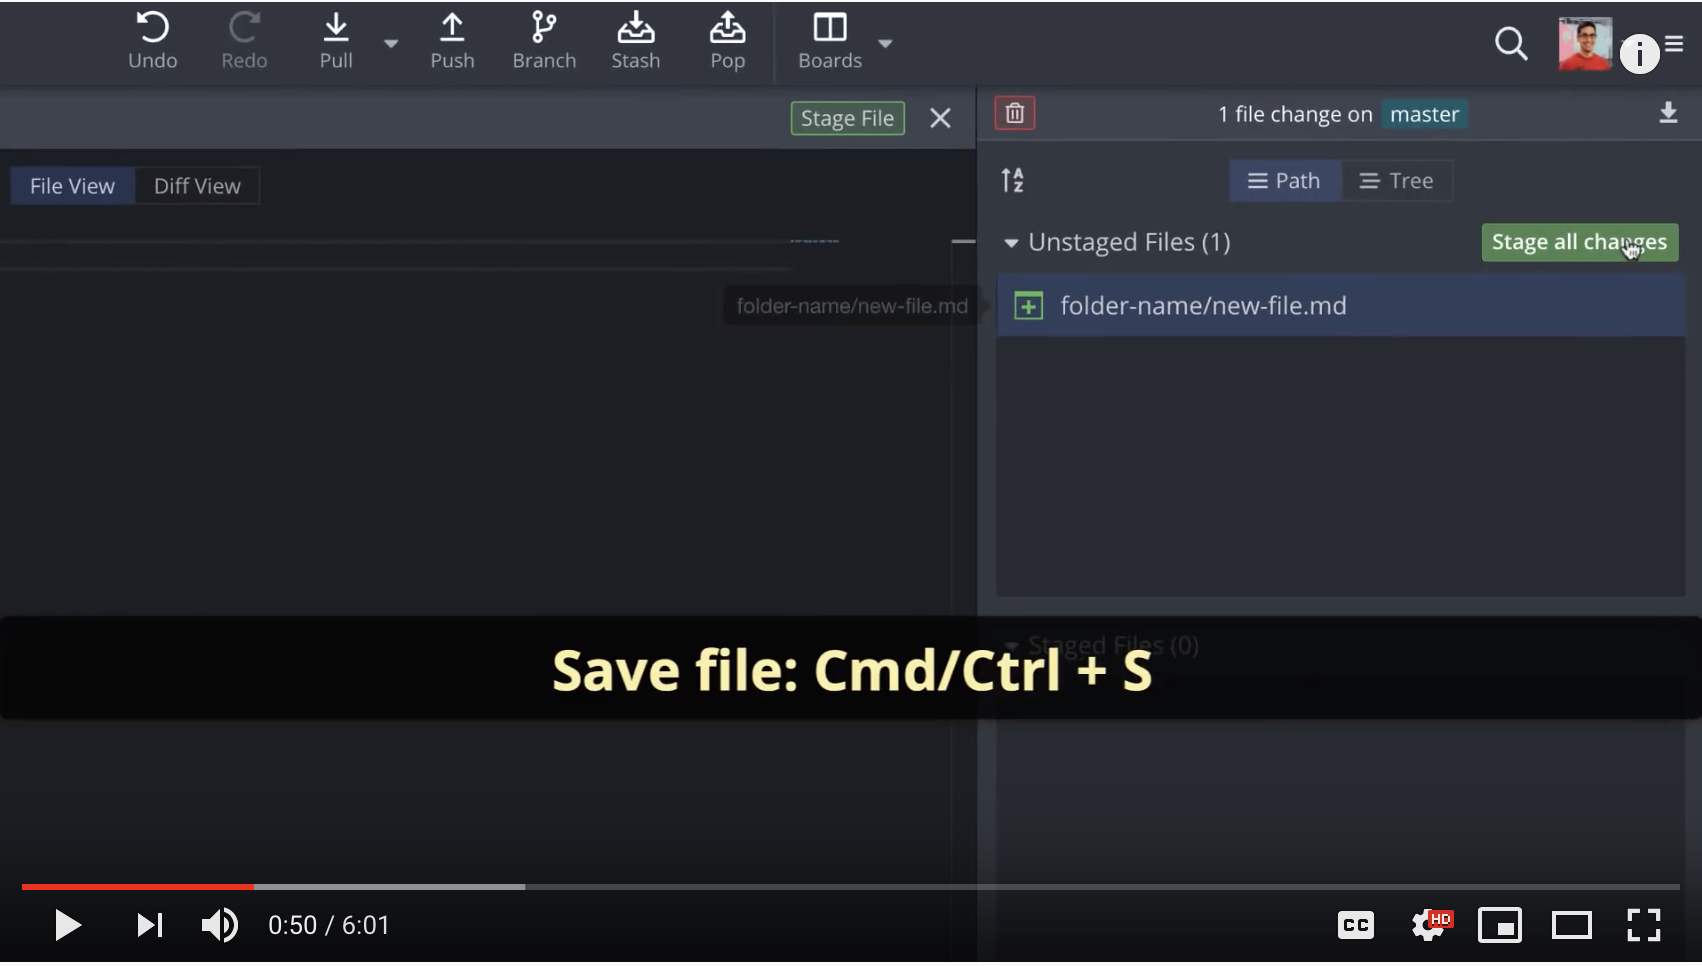 Undo Redo Pull Push Branch Stash Pop Boards
i
Stage File
1 file change on master
File View Diff View
A
Z
Path Tree
Unstaged Files (1)
Stage all changes
folder-name/new-file.md
folder-name/new-file.md
Staged Files (0)
Save file: Cmd/Ctrl + S
0:50 / 6:01
CC
HD